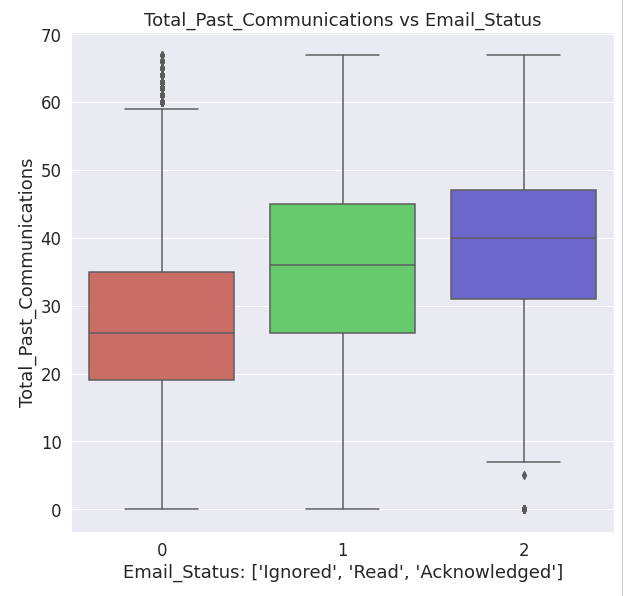 Total_Past_Communications vs Email_Status
Total_Past_Communications
70
60
50
40
30
20
10
0
0 1 2
Email_Status: ['Ignored', 'Read', 'Acknowledged']